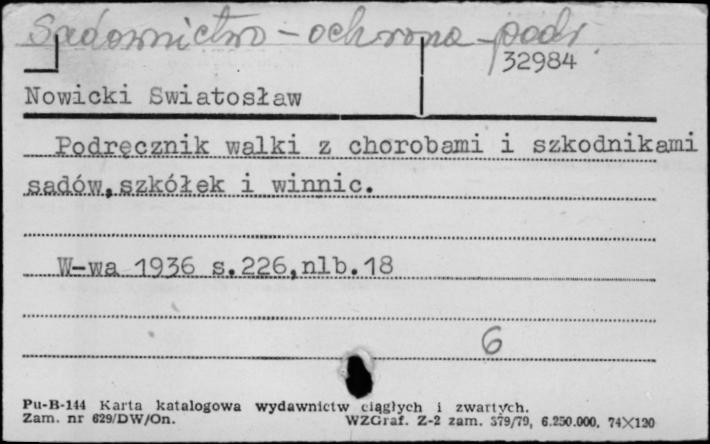 Sadownictwo - ochrona - podr.
32984
Nowicki Swiatosław
Podręcznik walki z chorobami i szkodnikami
sadów,szkółek i winnic.
W-wa 1936 s.226,nlb.18
6
Pu-B-144 Karta katalogowa wydawnictw ciągłych i zwartych.
Zam. nr 629/DW/On. WZGraf. Z-2 zam. 379/79, 6.250.000, 74X120